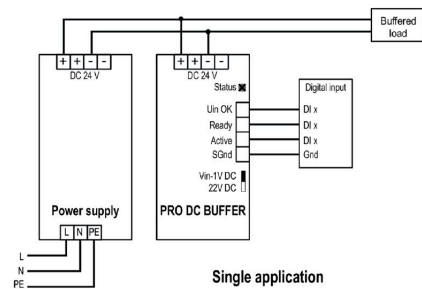 Buffered
load
+ + - -
DC 24 V
+ + - -
DC 24 V
Status
Digital input
Uin OK
DI x
Ready
DI x
Active
DI x
SGnd
Gnd
Vin-1V DC
22V DC
Power supply
PRO DC BUFFER
L N PE
L
N
PE
Single application